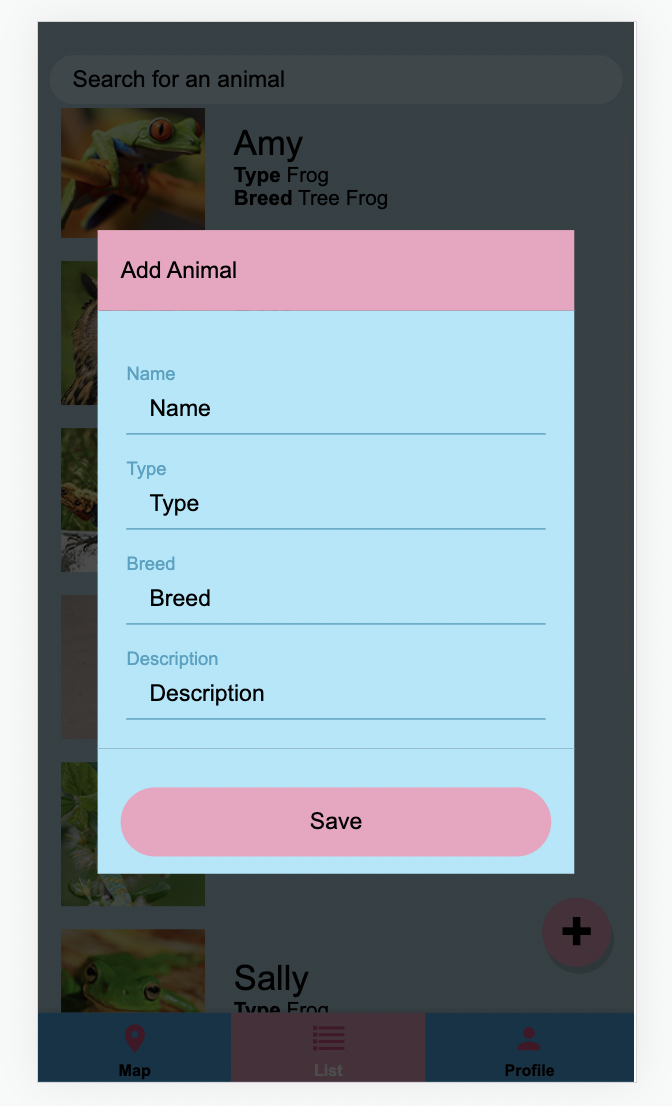 Search for an animal
Amy
Type Frog
Breed Tree Frog
Add Animal
Name
Name
Type
Type
Breed
Breed
Description
Description
Save
Sally
Type Frog
Map
List
Profile